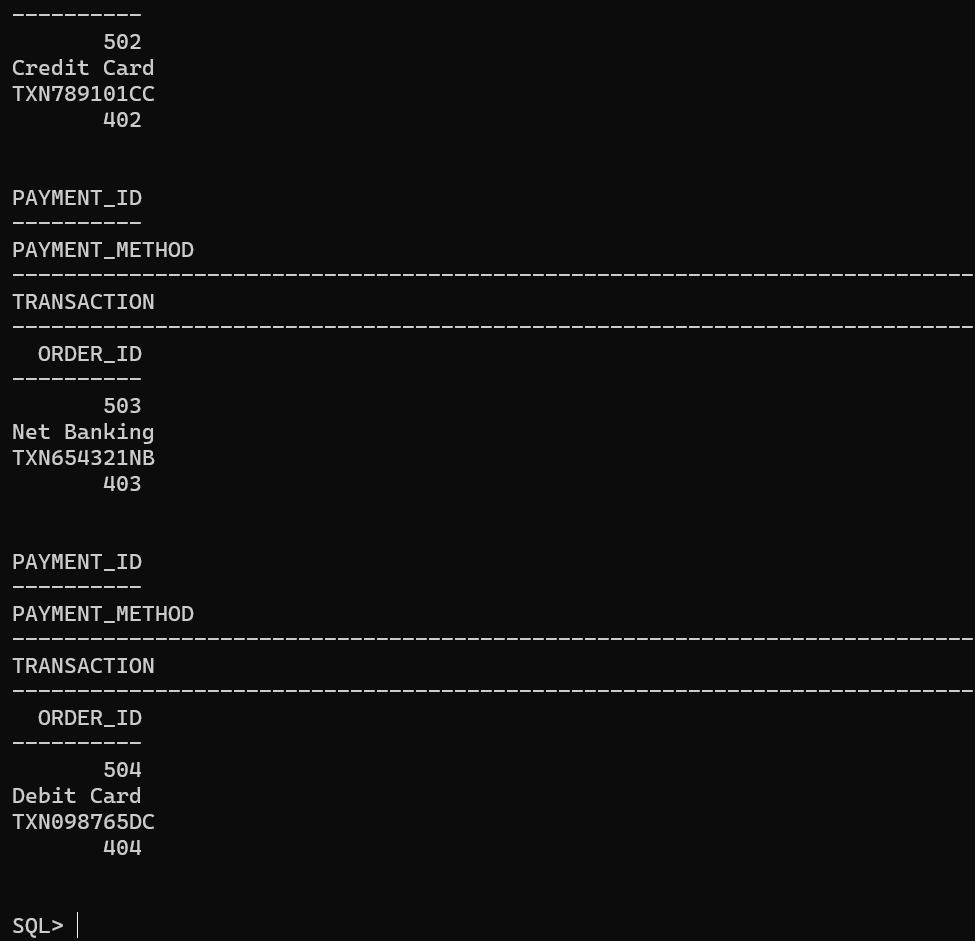 ----------
       502
Credit Card
TXN789101CC
       402
PAYMENT_ID
----------
PAYMENT_METHOD
--------------------------------------------------------------------------
TRANSACTION
--------------------------------------------------------------------------
  ORDER_ID
----------
       503
Net Banking
TXN654321NB
       403
PAYMENT_ID
----------
PAYMENT_METHOD
--------------------------------------------------------------------------
TRANSACTION
--------------------------------------------------------------------------
  ORDER_ID
----------
       504
Debit Card
TXN098765DC
       404
SQL>